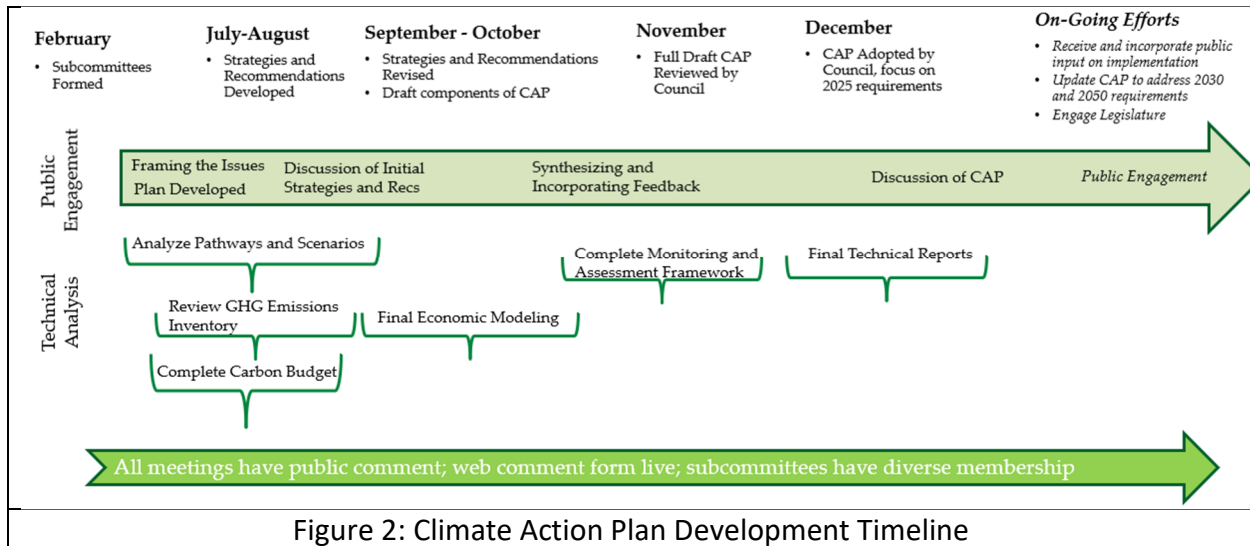 February
• Subcommittees
Formed
July-August
• Strategies and
Recommendations
Developed
September - October
• Strategies and Recommendations
Revised
• Draft components of CAP
November
• Full Draft CAP
Reviewed by
Council
December
• CAP Adopted by
Council, focus on
2025 requirements
On-Going Efforts
• Receive and incorporate public
input on implementation
• Update CAP to address 2030
and 2050 requirements
• Engage Legislature
Public
Engagement
Framing the Issues
Plan Developed
Discussion of Initial
Strategies and Recs
Synthesizing and
Incorporating Feedback
Discussion of CAP
Public Engagement
Technical
Analysis
Analyze Pathways and Scenarios
Review GHG Emissions
Inventory
Complete Carbon Budget
Final Economic Modeling
Complete Monitoring and
Assessment Framework
Final Technical Reports
All meetings have public comment; web comment form live; subcommittees have diverse membership
Figure 2: Climate Action Plan Development Timeline